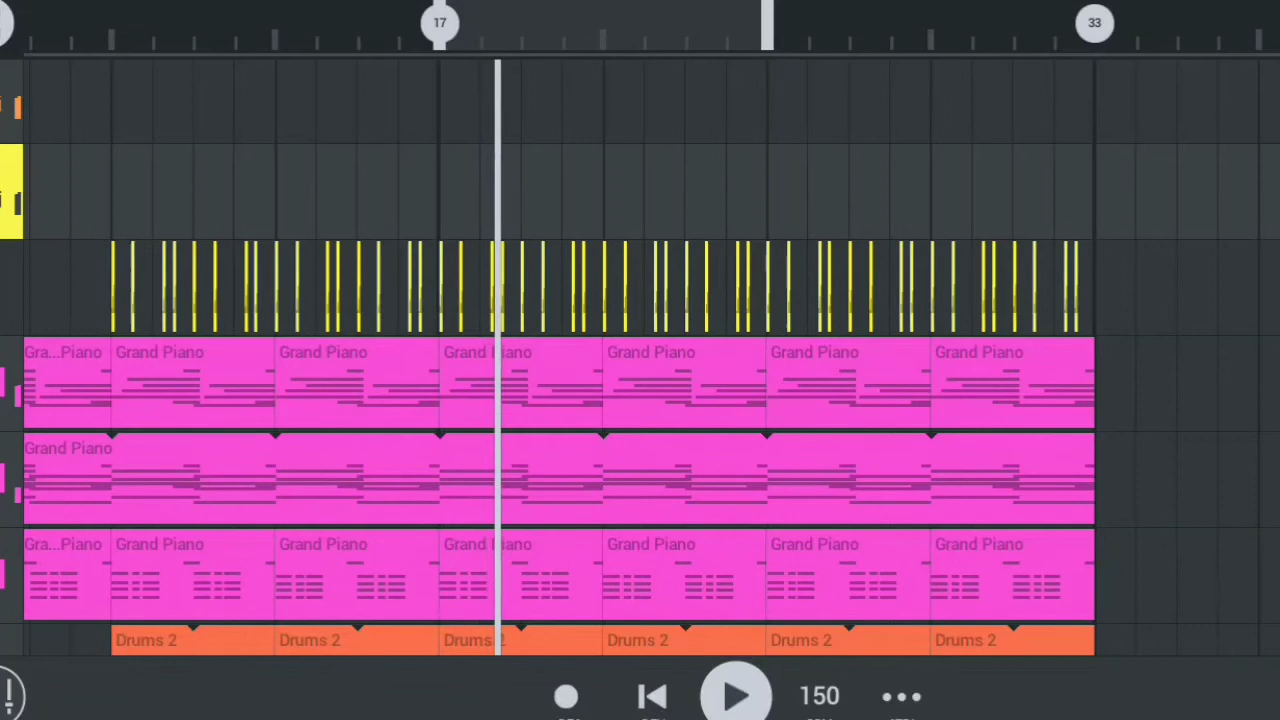 17 33
Gra...Piano Grand Piano Grand Piano Grand Piano Grand Piano Grand Piano Grand Piano
Grand Piano
Gra...Piano Grand Piano Grand Piano Grand Piano Grand Piano Grand Piano Grand Piano
Drums 2 Drums 2 Drums 2 Drums 2 Drums 2 Drums 2
150